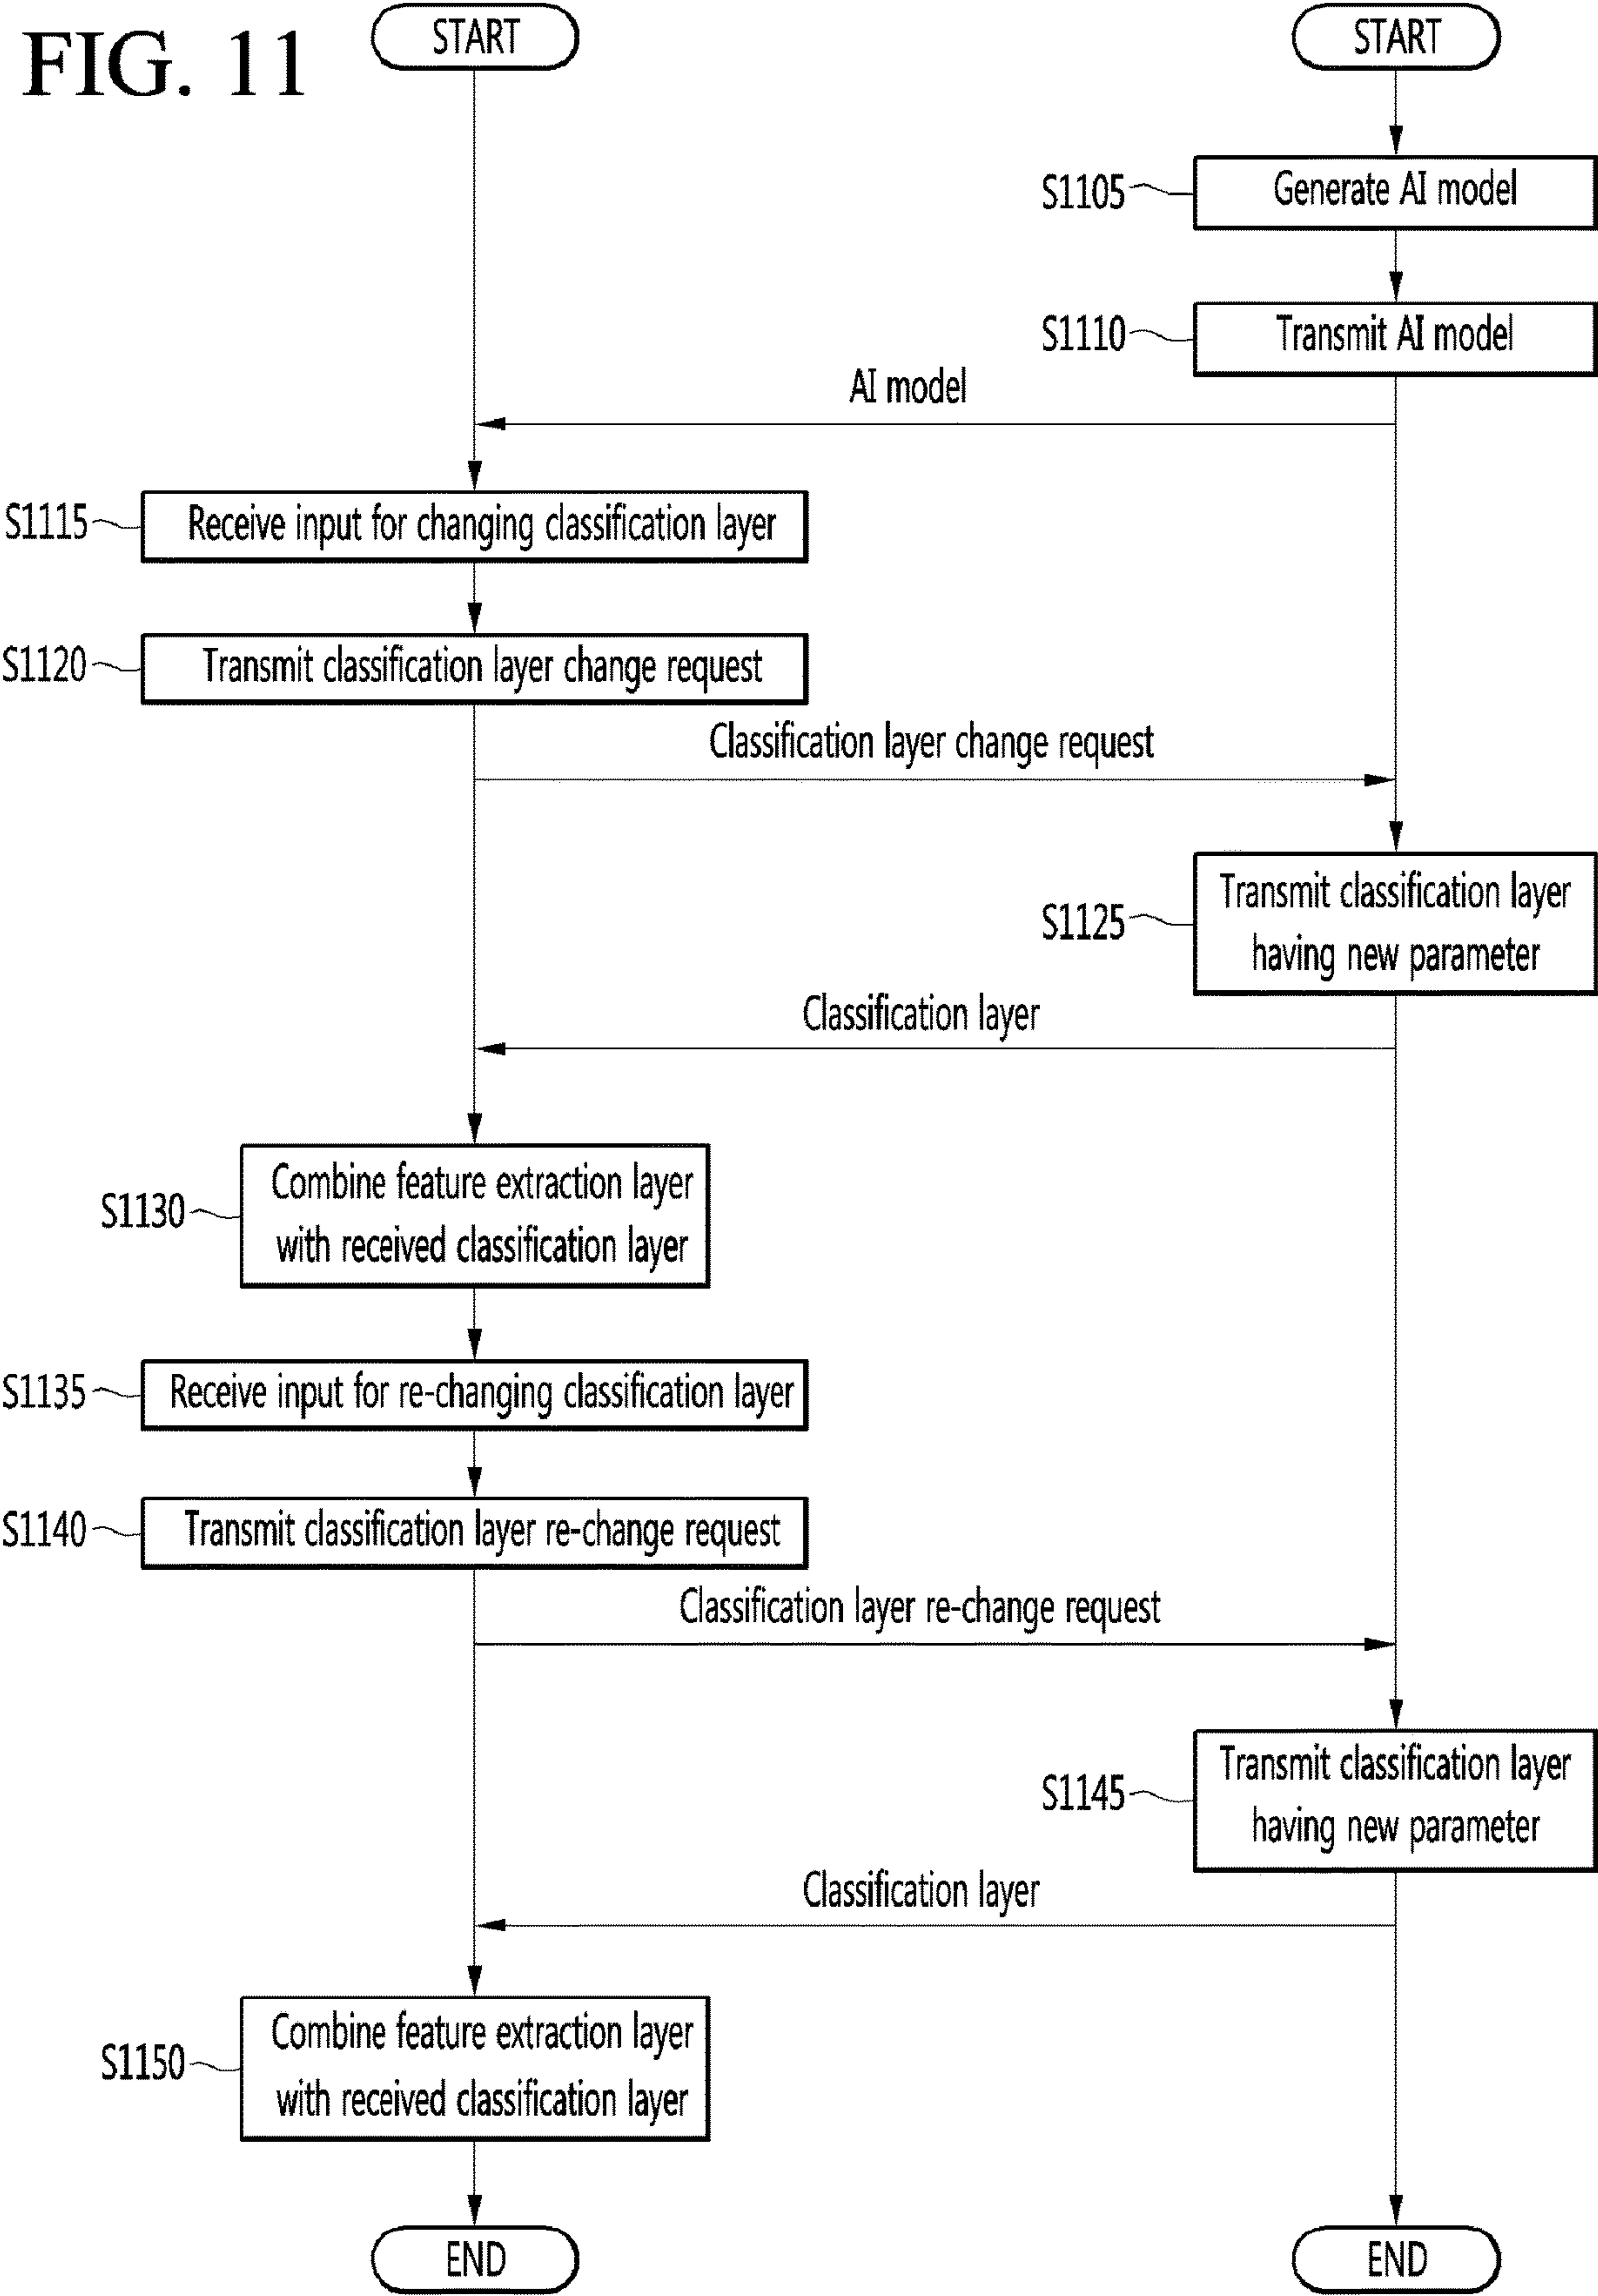 FIG. 11
START
START
S1105
Generate AI model
S1110
Transmit AI model
AI model
S1115
Receive input for changing classification layer
S1120
Transmit classification layer change request
Classification layer change request
S1125
Transmit classification layer
having new parameter
Classification layer
S1130
Combine feature extraction layer
with received classification layer
S1135
Receive input for re-changing classification layer
S1140
Transmit classification layer re-change request
Classification layer re-change request
S1145
Transmit classification layer
having new parameter
Classification layer
S1150
Combine feature extraction layer
with received classification layer
END
END